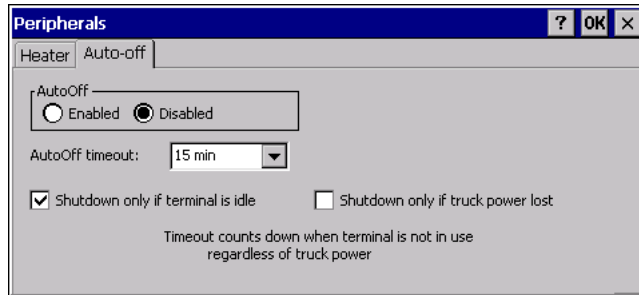 Peripherals ? OK ×
Heater Auto-off
AutoOff
Enabled Disabled
AutoOff timeout: 15 min
Shutdown only if terminal is idle Shutdown only if truck power lost
Timeout counts down when terminal is not in use
regardless of truck power